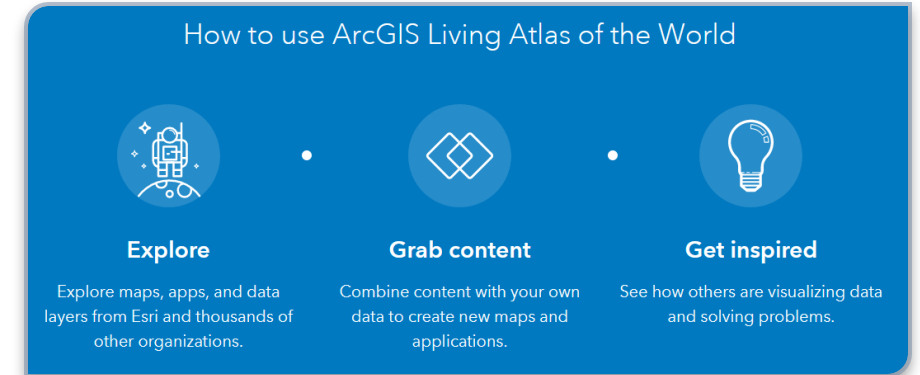 How to use ArcGIS Living Atlas of the World
Explore
Explore maps, apps, and data
layers from Esri and thousands of
other organizations.
Grab content
Combine content with your own
data to create new maps and
applications.
Get inspired
See how others are visualizing data
and solving problems.